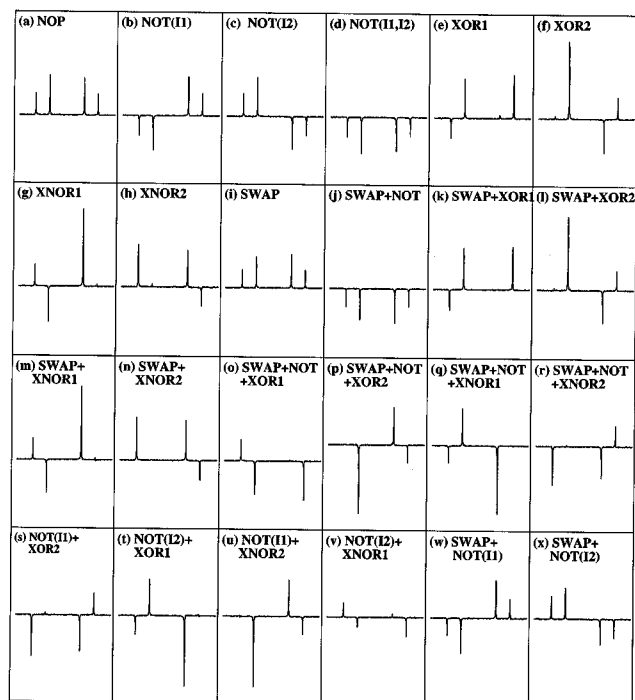 (a) NOP
(b) NOT(I1)
(c) NOT(I2)
(d) NOT(I1,I2)
(e) XOR1
(f) XOR2
(g) XNOR1
(h) XNOR2
(i) SWAP
(j) SWAP+NOT
(k) SWAP+XOR1
(l) SWAP+XOR2
(m) SWAP+
XNOR1
(n) SWAP+
XNOR2
(o) SWAP+NOT
+XOR1
(p) SWAP+NOT
+XOR2
(q) SWAP+NOT
+XNOR1
(r) SWAP+NOT
+XNOR2
(s) NOT(I1)+
XOR2
(t) NOT(I2)+
XOR1
(u) NOT(I1)+
XNOR2
(v) NOT(I2)+
XNOR1
(w) SWAP+
NOT(I1)
(x) SWAP+
NOT(I2)